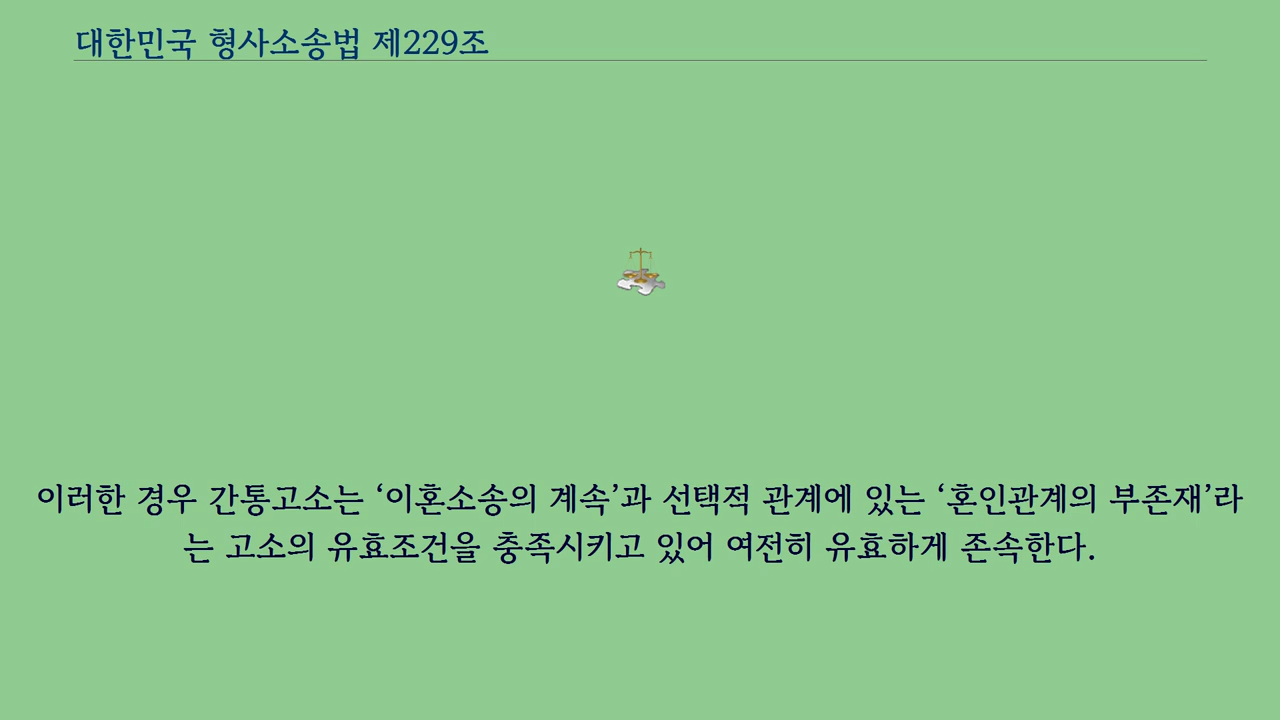 대한민국 형사소송법 제229조
이러한 경우 간통고소는 ‘이혼소송의 계속’과 선택적 관계에 있는 ‘혼인관계의 부존재’라
는 고소의 유효조건을 충족시키고 있어 여전히 유효하게 존속한다.